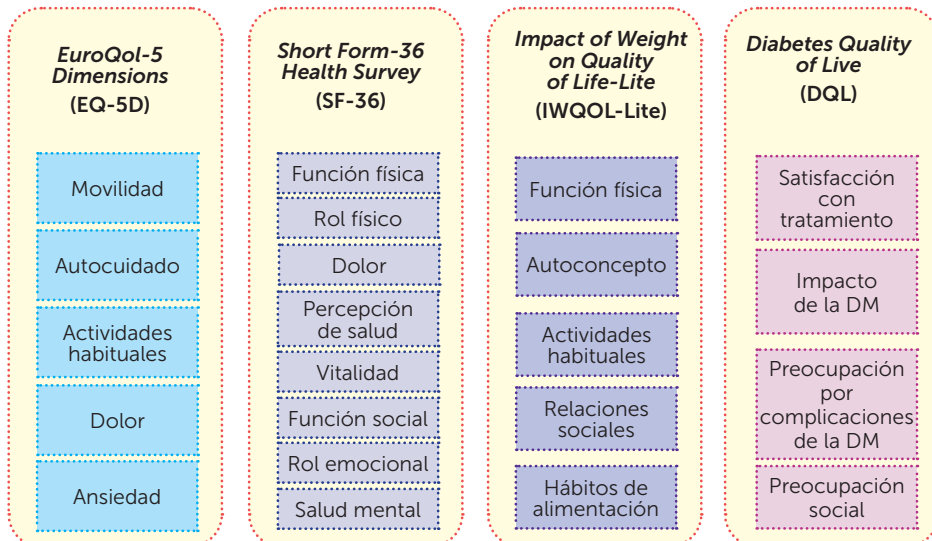 EuroQol-5
Dimensions
(EQ-5D)
Movilidad
Autocuidado
Actividades
habituales
Dolor
Ansiedad
Short Form-36
Health Survey
(SF-36)
Función física
Rol físico
Dolor
Percepción
de salud
Vitalidad
Función social
Rol emocional
Salud mental
Impact of Weight
on Quality
of Life-Lite
(IWQOL-Lite)
Función física
Autoconcepto
Actividades
habituales
Relaciones
sociales
Hábitos de
alimentación
Diabetes Quality
of Live
(DQL)
Satisfacción
con
tratamiento
Impacto
de la DM
Preocupación
por
complicaciones
de la DM
Preocupación
social